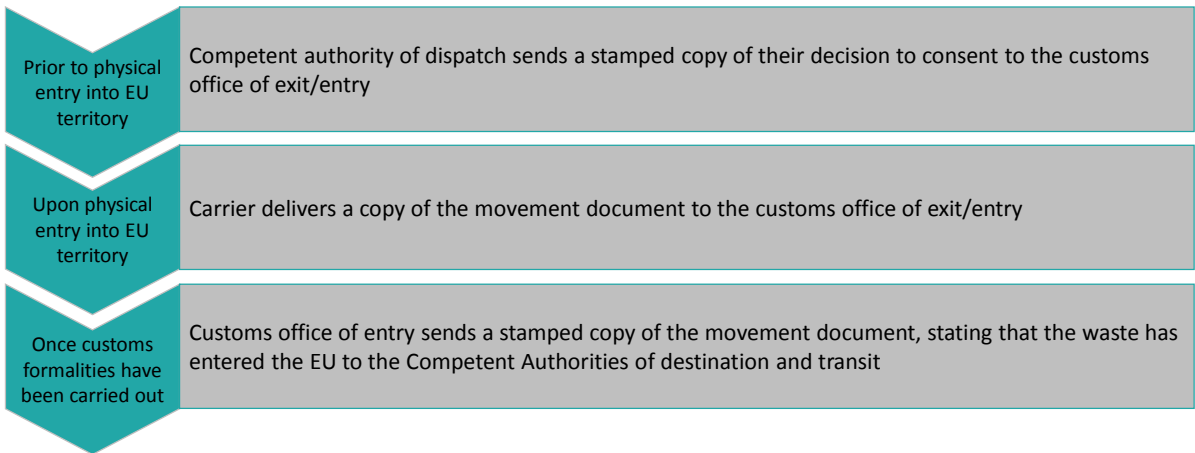 Prior to physical
entry into EU
territory
Competent authority of dispatch sends a stamped copy of their decision to consent to the customs
office of exit/entry
Upon physical
entry into EU
territory
Carrier delivers a copy of the movement document to the customs office of exit/entry
Once customs
formalities have
been carried out
Customs office of entry sends a stamped copy of the movement document, stating that the waste has
entered the EU to the Competent Authorities of destination and transit